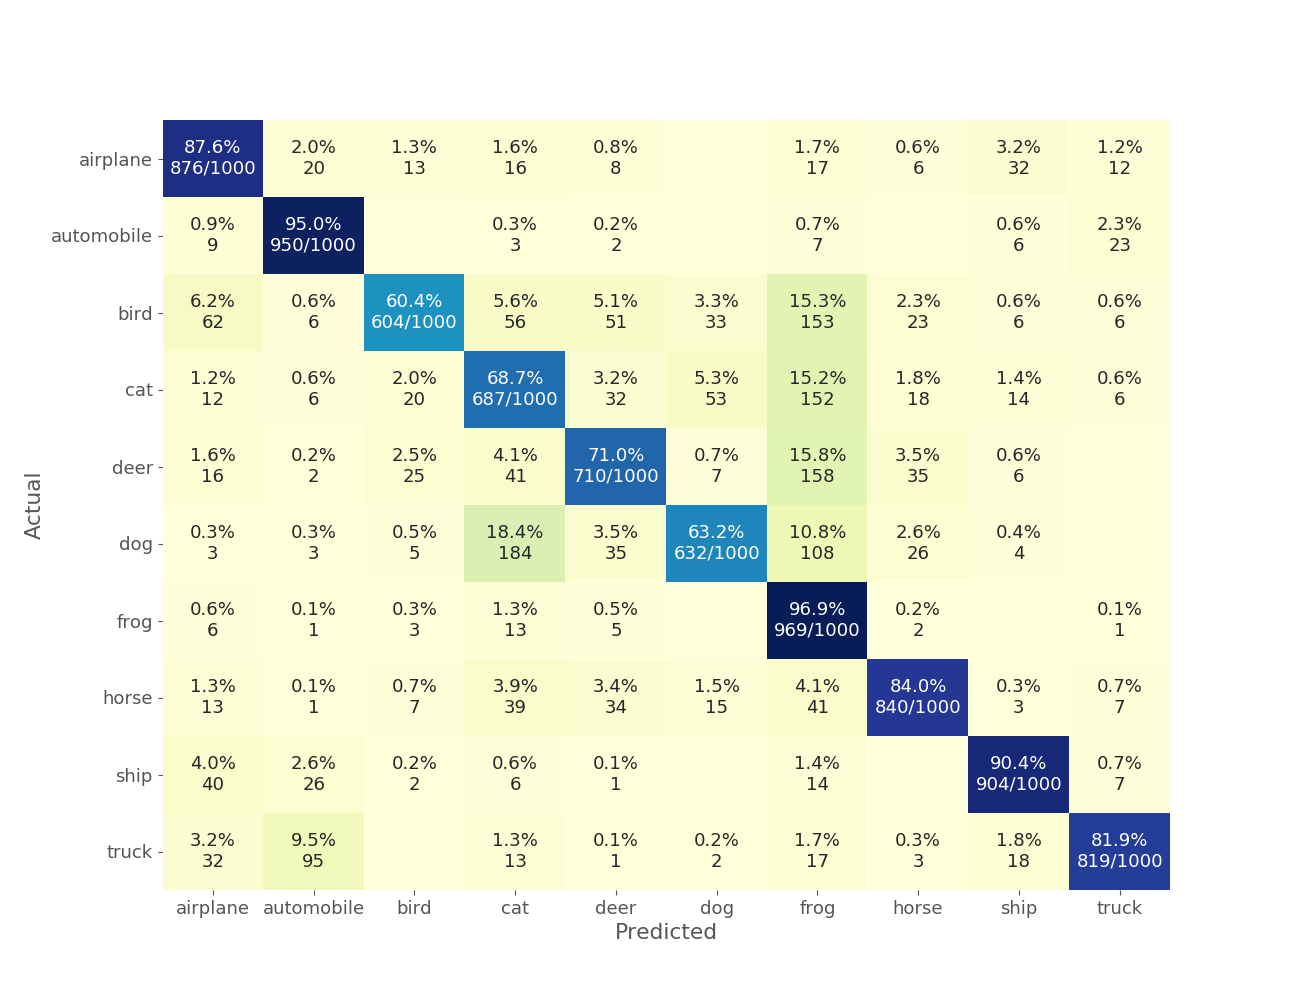 87.6% 2.0% 1.3% 1.6% 0.8% 1.7% 0.6% 3.2% 1.2%
airplane
876/1000 20 13 16 8 17 6 32 12
0.9% 95.0% 0.3% 0.2% 0.7% 0.6% 2.3%
automobile
9 950/1000 3 2 7 6 23
6.2% 0.6% 60.4% 5.6% 5.1% 3.3% 15.3% 2.3% 0.6% 0.6%
bird
62 6 604/1000 56 51 33 153 23 6 6
1.2% 0.6% 2.0% 68.7% 3.2% 5.3% 15.2% 1.8% 1.4% 0.6%
cat
12 6 20 687/1000 32 53 152 18 14 6
1.6% 0.2% 2.5% 4.1% 71.0% 0.7% 15.8% 3.5% 0.6%
deer
16 2 25 41 710/1000 7 158 35 6
Actual
0.3% 0.3% 0.5% 18.4% 3.5% 63.2% 10.8% 2.6% 0.4%
dog
3 3 5 184 35 632/1000 108 26 4
0.6% 0.1% 0.3% 1.3% 0.5% 96.9% 0.2% 0.1%
frog
6 1 3 13 5 969/1000 2 1
1.3% 0.1% 0.7% 3.9% 3.4% 1.5% 4.1% 84.0% 0.3% 0.7%
horse
13 1 7 39 34 15 41 840/1000 3 7
4.0% 2.6% 0.2% 0.6% 0.1% 1.4% 90.4% 0.7%
ship
40 26 2 6 1 14 904/1000 7
3.2% 9.5% 1.3% 0.1% 0.2% 1.7% 0.3% 1.8% 81.9%
truck
32 95 13 1 2 17 3 18 819/1000
airplane automobile bird cat deer dog frog horse ship truck
Predicted